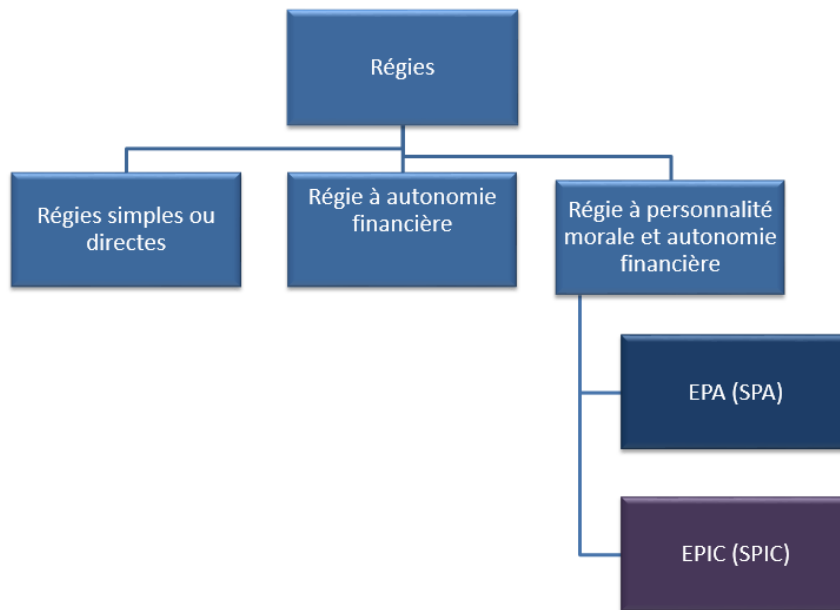 Régies
Régies simples ou
directes
Régie à autonomie
financière
Régie à personnalité
morale et autonomie
financière
EPA (SPA)
EPIC (SPIC)